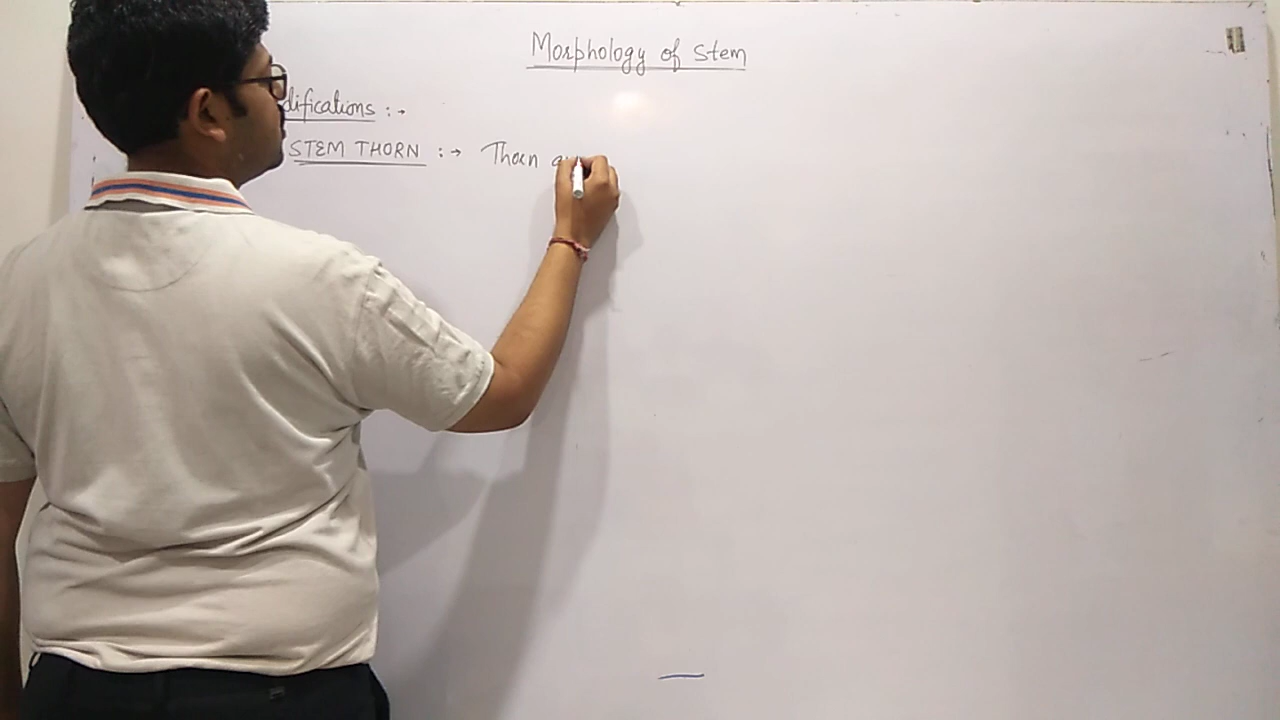 Morphology of Stem
difications :→
STEM THORN :→ Thorn